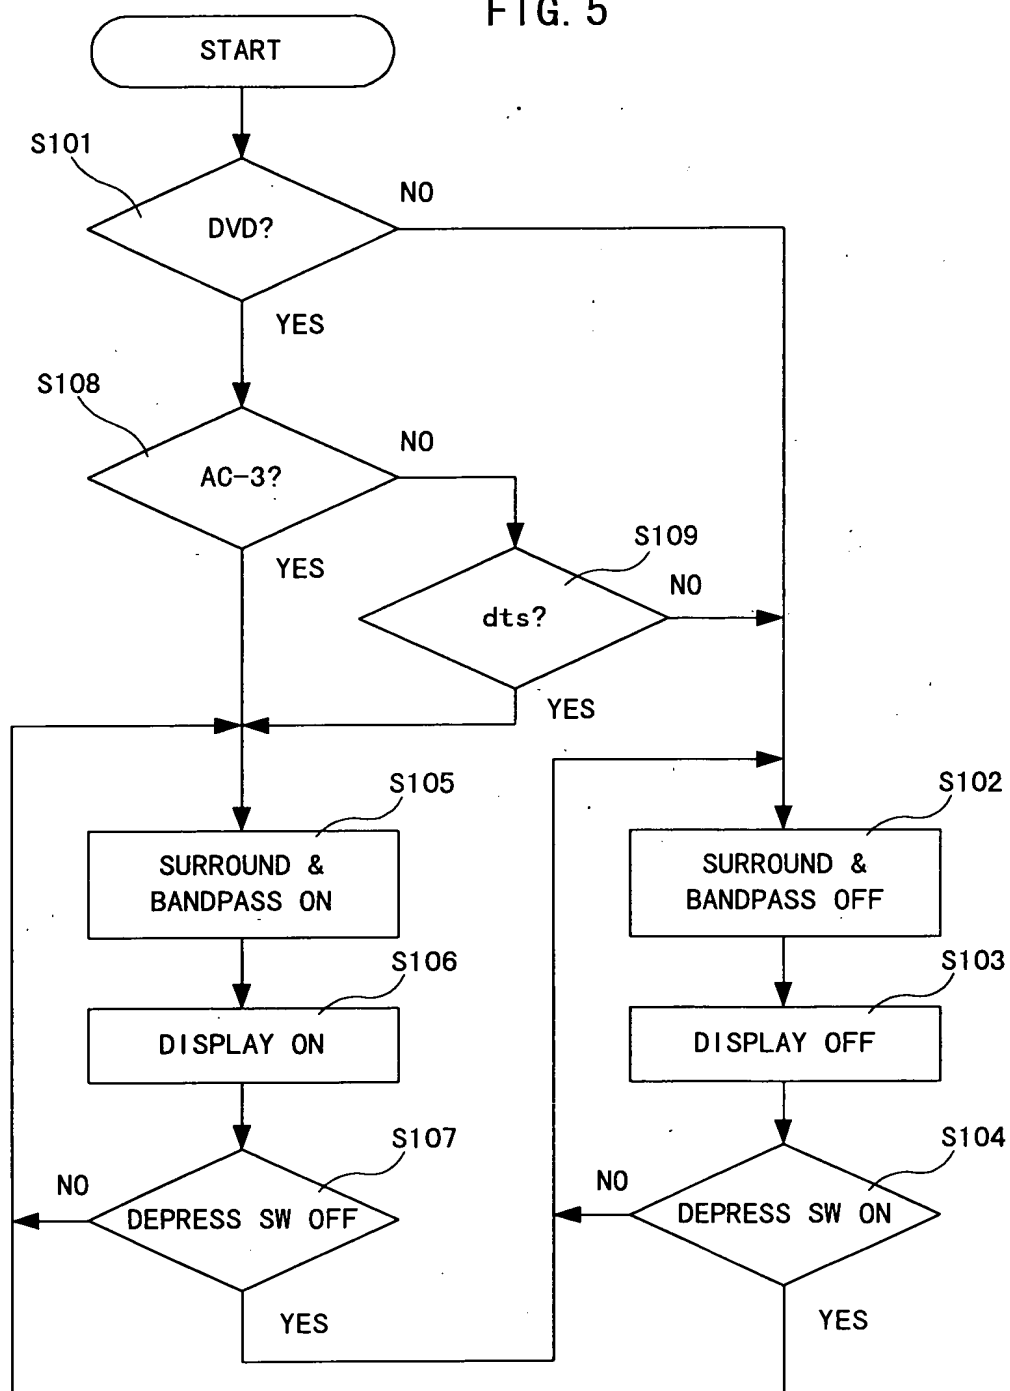 FIG. 5
START
S101
NO
DVD?
YES
S108
NO
AC-3?
YES
S109
NO
dts?
YES
S105
SURROUND &
BANDPASS ON
S102
SURROUND &
BANDPASS OFF
S106
DISPLAY ON
S103
DISPLAY OFF
S107
NO
DEPRESS SW OFF
YES
S104
NO
DEPRESS SW ON
YES